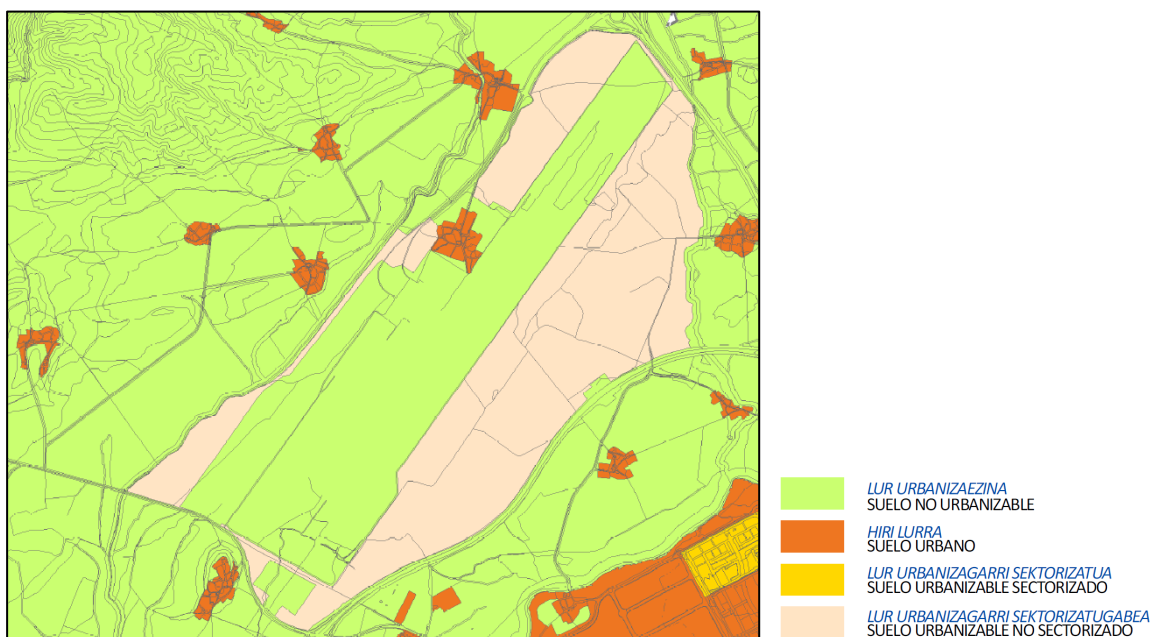 LUR URBANIZAEZINA
SUELO NO URBANIZABLE
HIRI LURRA
SUELO URBANO
LUR URBANIZAGARRI SEKTORIZATUA
SUELO URBANIZABLE SECTORIZADO
LUR URBANIZAGARRI SEKTORIZATUGABEA
SUELO URBANIZABLE NO SECTORIZADO